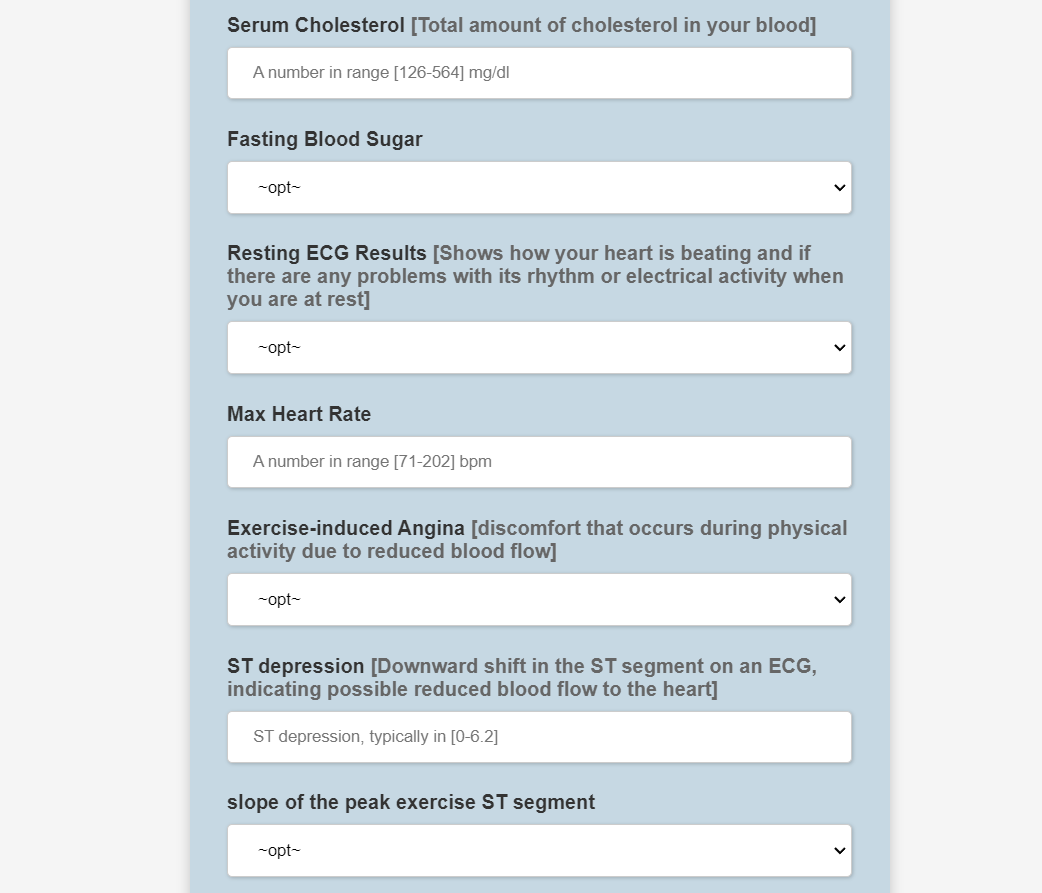 Serum Cholesterol [Total amount of cholesterol in your blood]
A number in range [126-564] mg/dl
Fasting Blood Sugar
~opt~
Resting ECG Results [Shows how your heart is beating and if
there are any problems with its rhythm or electrical activity when
you are at rest]
~opt~
Max Heart Rate
A number in range [71-202] bpm
Exercise-induced Angina [discomfort that occurs during physical
activity due to reduced blood flow]
~opt~
ST depression [Downward shift in the ST segment on an ECG,
indicating possible reduced blood flow to the heart]
ST depression, typically in [0-6.2]
slope of the peak exercise ST segment
~opt~